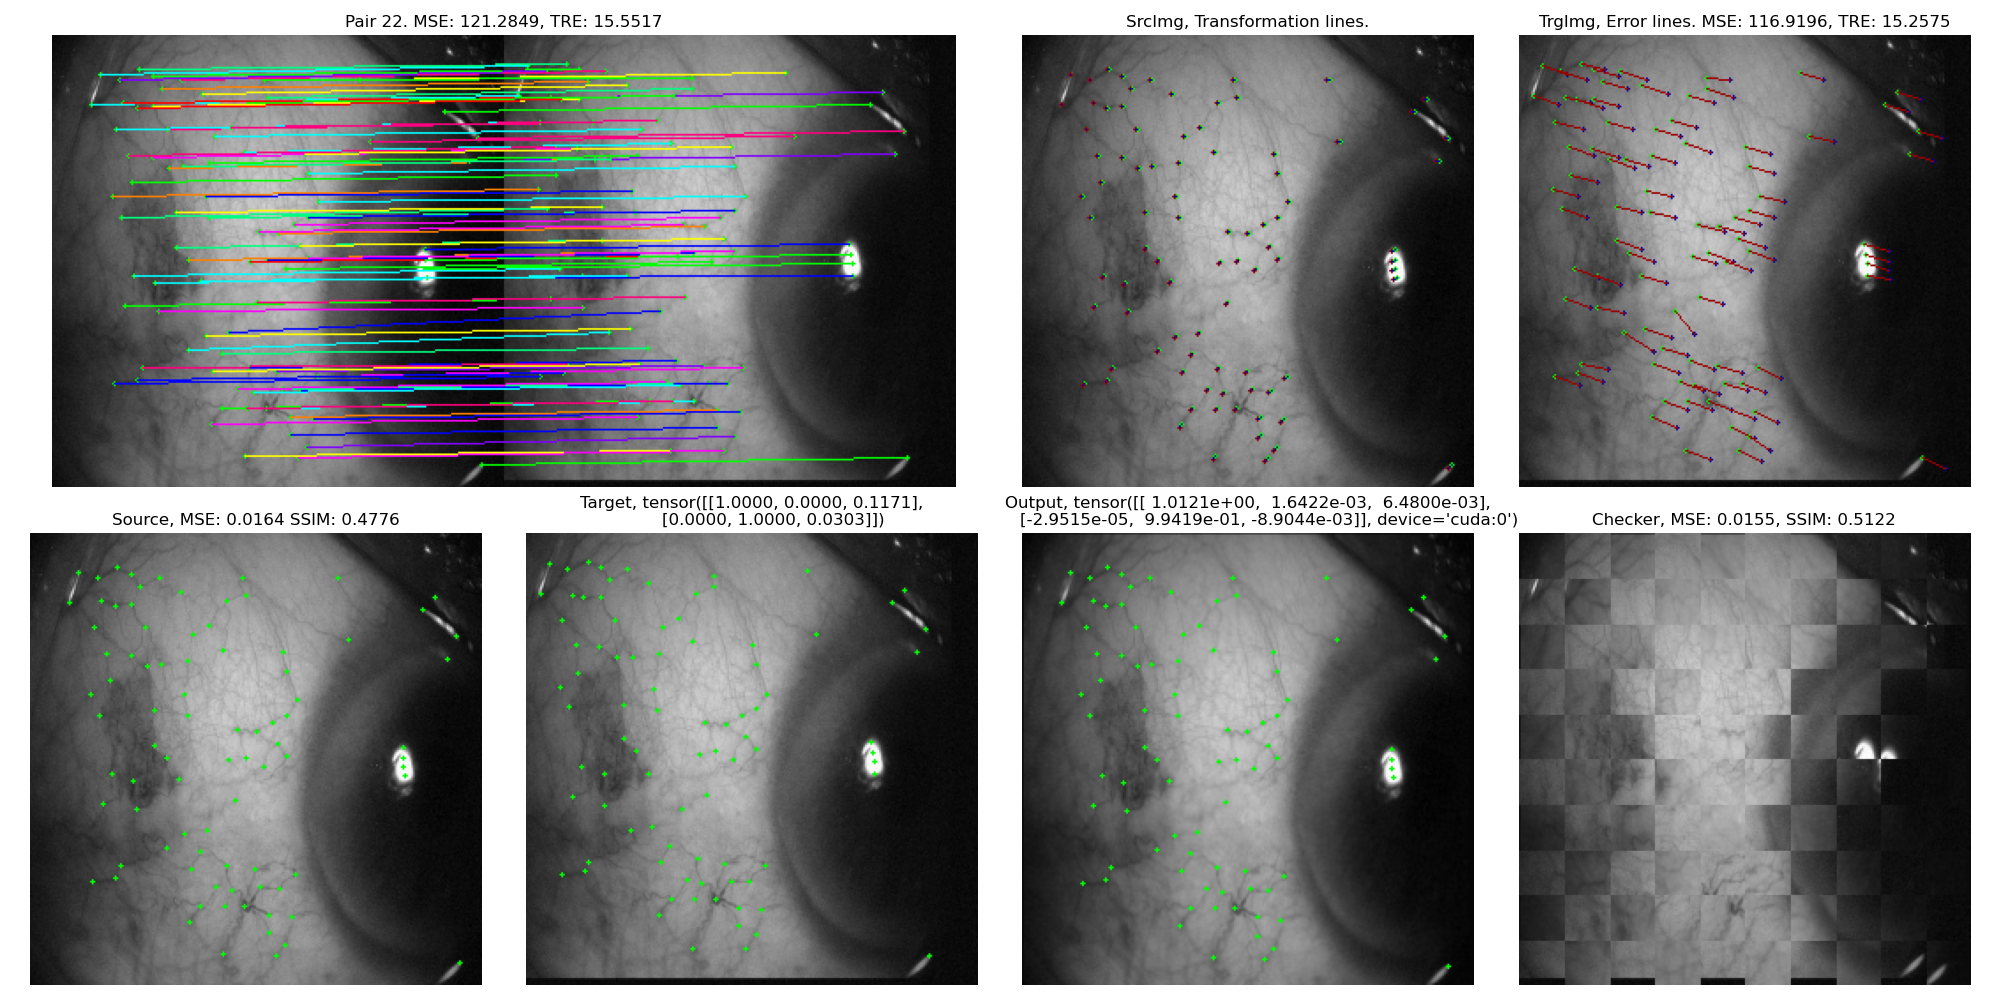 Pair 22. MSE: 121.2849, TRE: 15.5517
SrcImg, Transformation lines.
TrgImg, Error lines. MSE: 116.9196, TRE: 15.2575
Source, MSE: 0.0164 SSIM: 0.4776
Target, tensor([[1.0000, 0.0000, 0.1171],
[0.0000, 1.0000, 0.0303]])
Output, tensor([[ 1.0121e+00,  1.6422e-03,  6.4800e-03],
[-2.9515e-05,  9.9419e-01, -8.9044e-03]], device='cuda:0')
Checker, MSE: 0.0155, SSIM: 0.5122